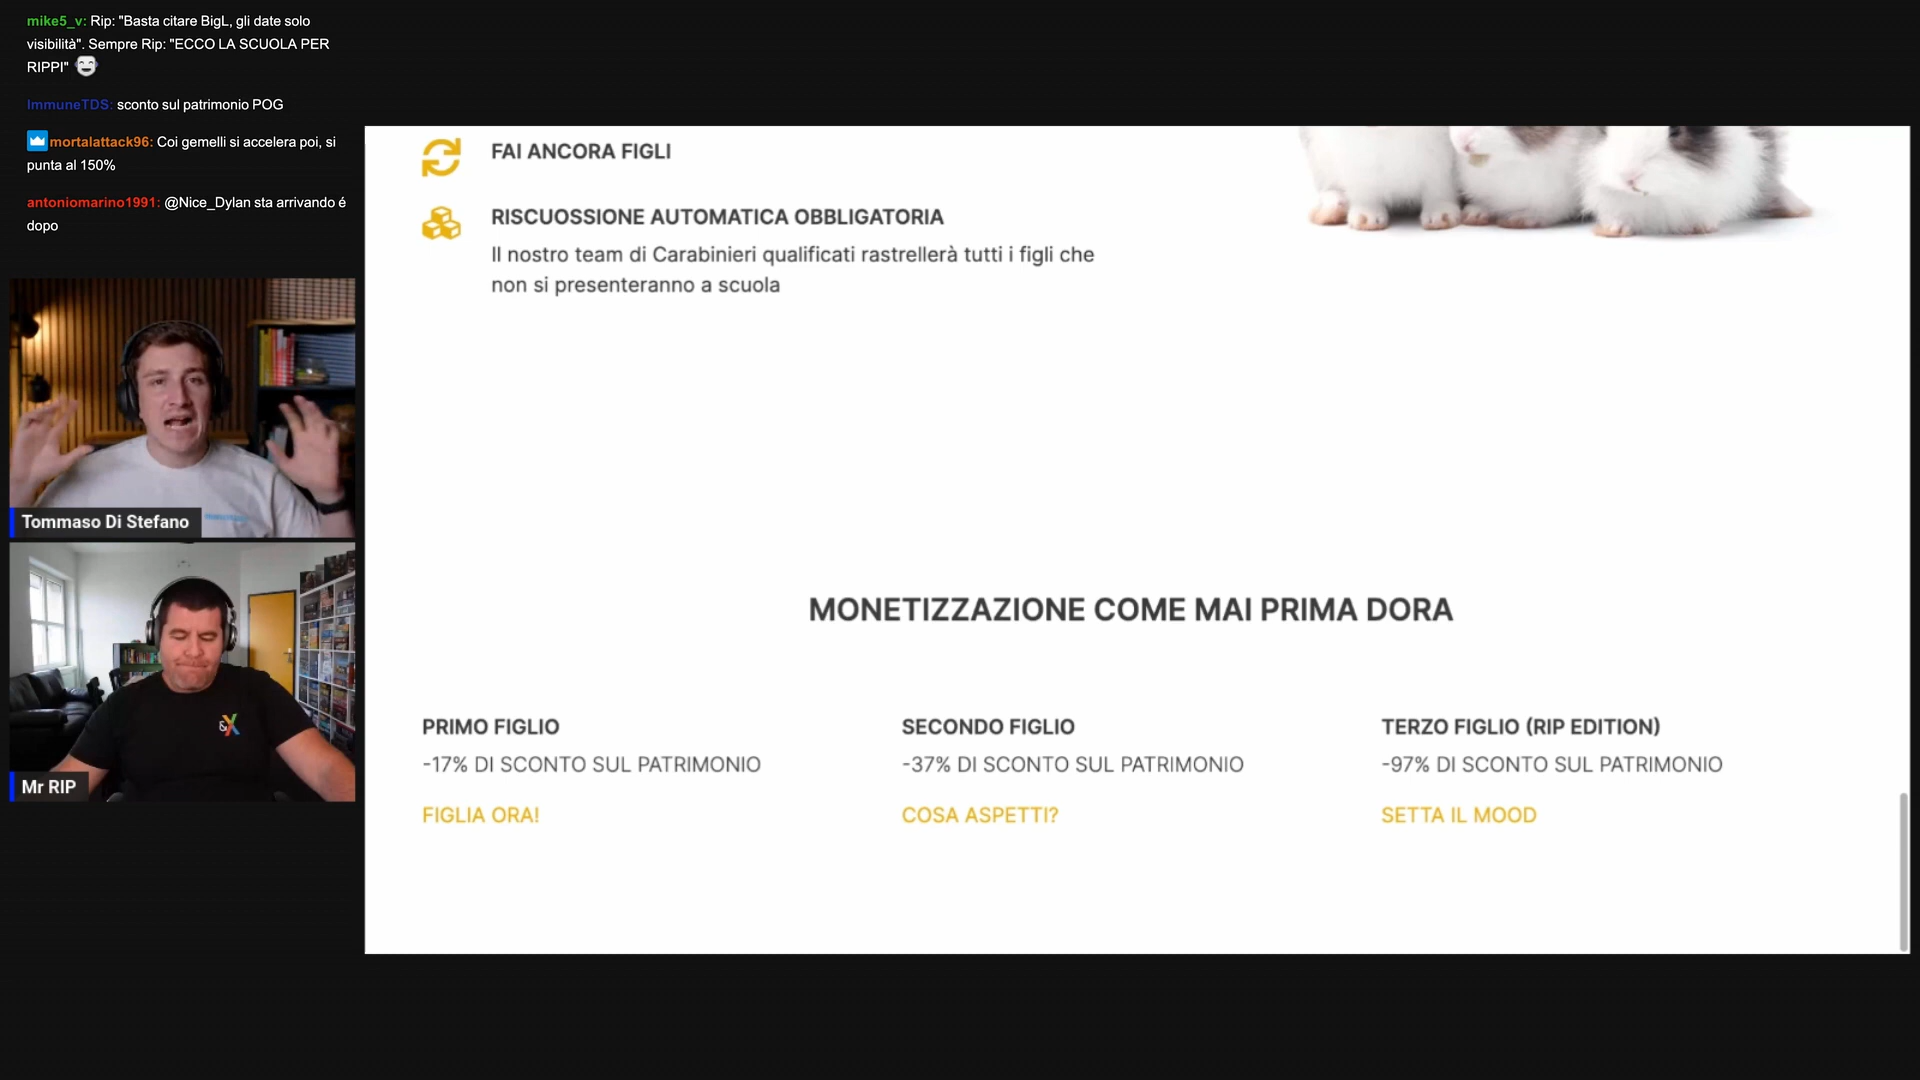 mike5_v: Rip: "Basta citare BigL, gli date solo
visibilità". Sempre Rip: "ECCO LA SCUOLA PER
RIPPI"
ImmuneTDS: sconto sul patrimonio POG
mortalattack96: Coi gemelli si accelera poi, si
punta al 150%
antoniomarino1991: @Nice_Dylan sta arrivando é
dopo
Tommaso Di Stefano
&X
Mr RIP
FAI ANCORA FIGLI
RISCUOSSIONE AUTOMATICA OBBLIGATORIA
Il nostro team di Carabinieri qualificati rastrellerà tutti i figli che
non si presenteranno a scuola
MONETIZZAZIONE COME MAI PRIMA DORA
PRIMO FIGLIO
-17% DI SCONTO SUL PATRIMONIO
FIGLIA ORA!
SECONDO FIGLIO
-37% DI SCONTO SUL PATRIMONIO
COSA ASPETTI?
TERZO FIGLIO (RIP EDITION)
-97% DI SCONTO SUL PATRIMONIO
SETTA IL MOOD